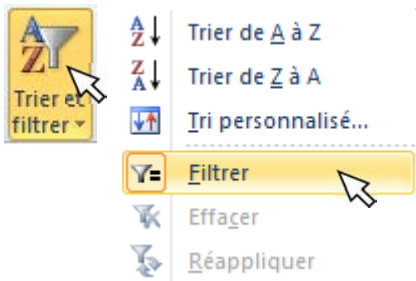 A
Z
Trier et
filtrer
A
Z
Trier de A à Z
Z
A
Trier de Z à A
Tri personnalisé...
Filtrer
Effacer
Réappliquer